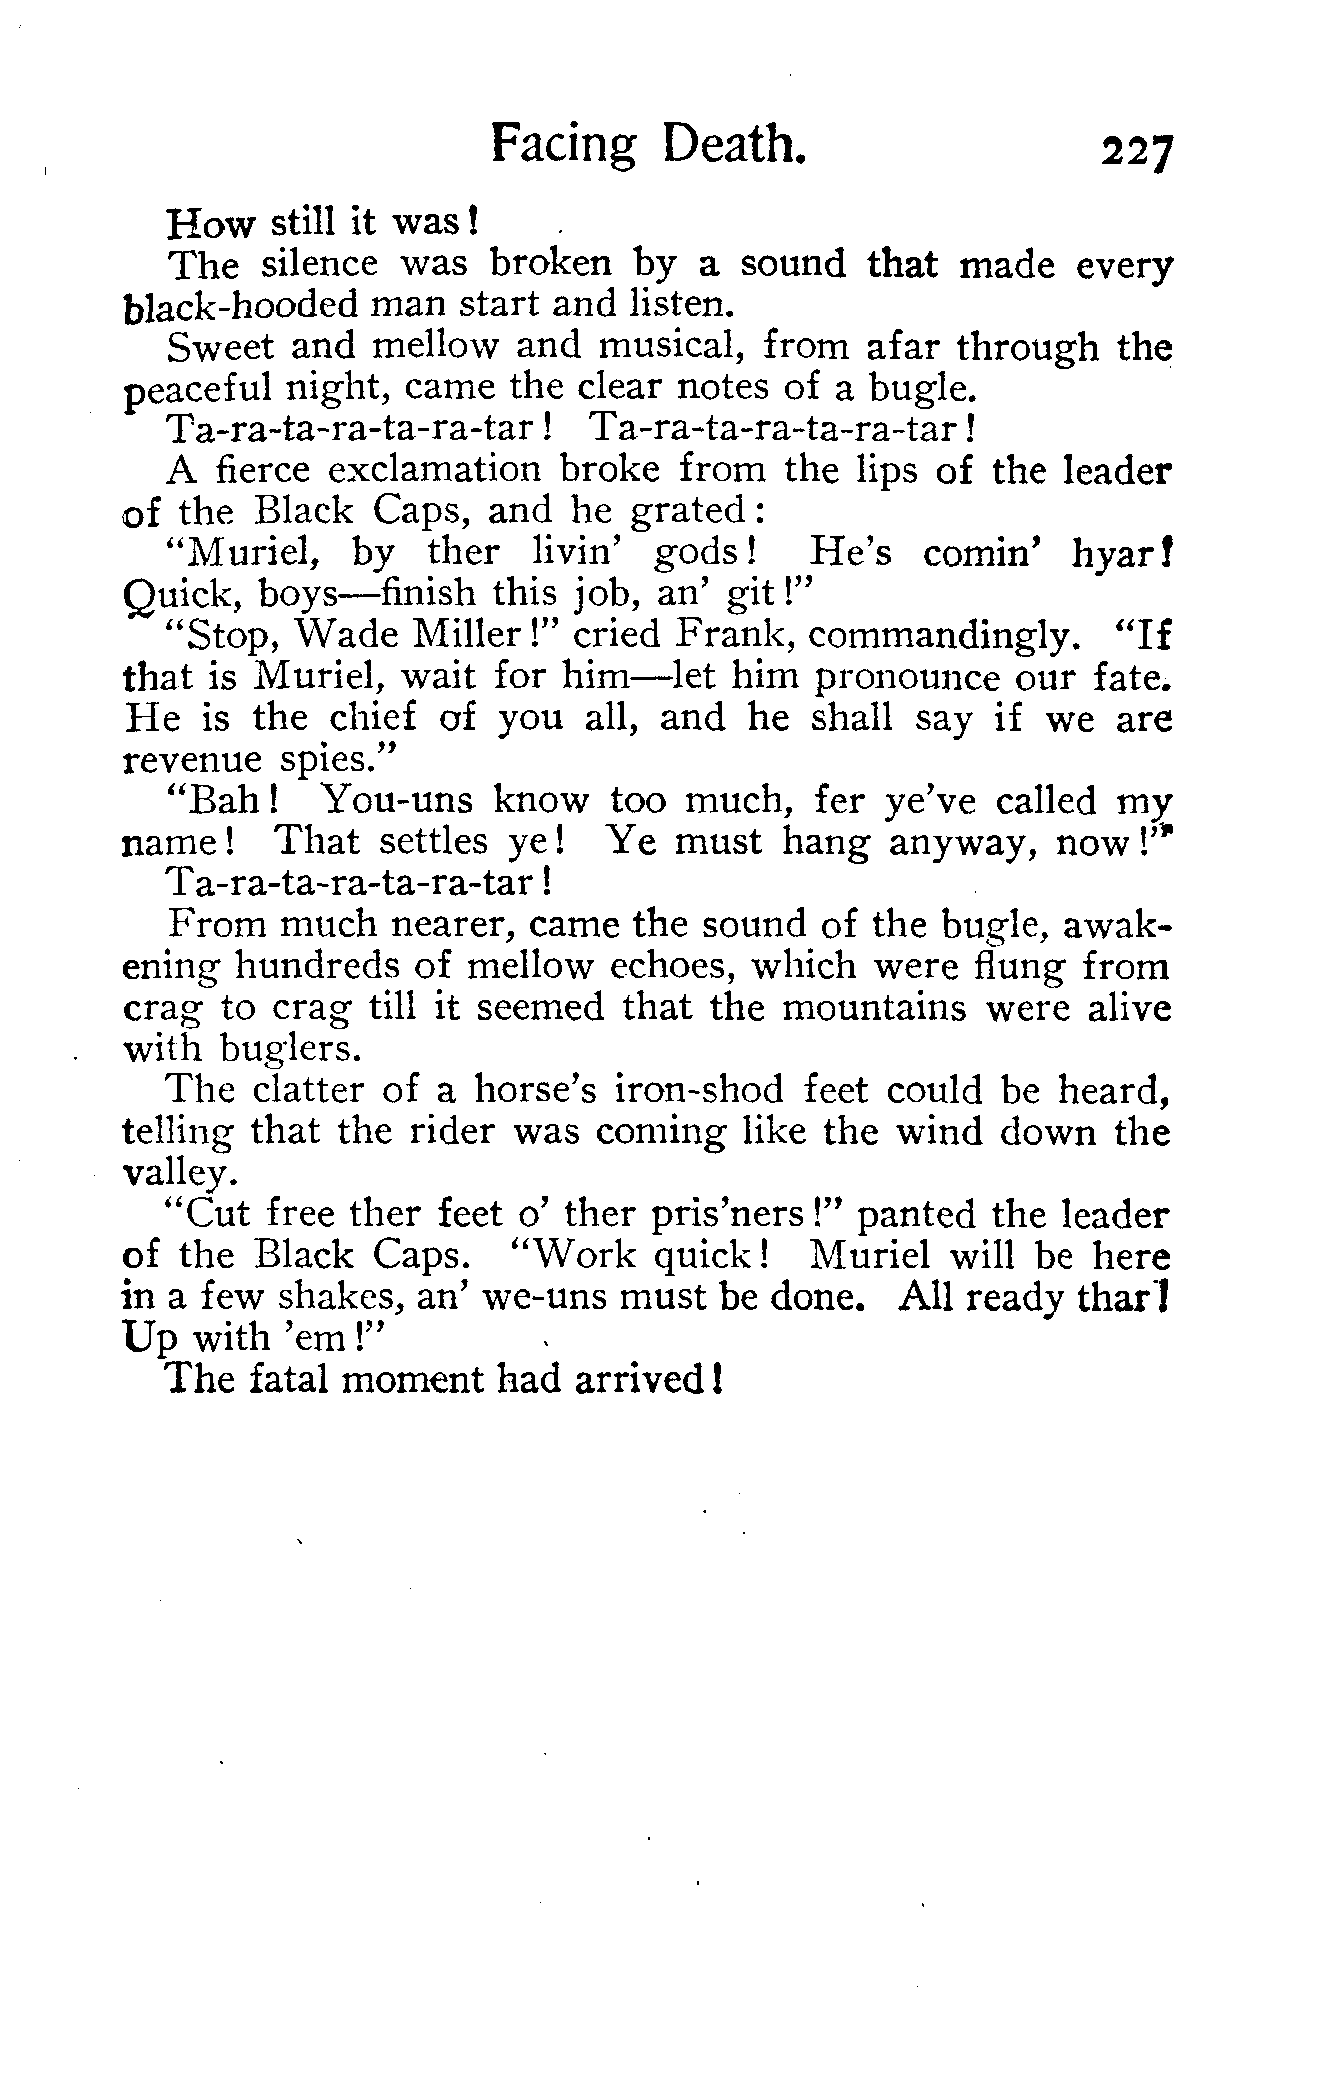 Facing Death. 227
How still it was!
The silence was broken by a sound that made every
black-hooded man start and listen.
Sweet and mellow and musical, from afar through the
peaceful night, came the clear notes of a bugle.
Ta-ra-ta-ra-ta-ra-tar! Ta-ra-ta-ra-ta-ra-tar!
A fierce exclamation broke from the lips of the leader
of the Black Caps, and he grated:
“Muriel, by ther livin’ gods! He’s comin’ hyar!
Quick, boys—finish this job, an’ git!”
“Stop, Wade Miller!” cried Frank, commandingly. “If
that is Muriel, wait for him—let him pronounce our fate.
He is the chief of you all, and he shall say if we are
revenue spies.”
“Bah! You-uns know too much, fer ye’ve called my
name! That settles ye! Ye must hang anyway, now!”
Ta-ra-ta-ra-ta-ra-tar!
From much nearer, came the sound of the bugle, awak-
ening hundreds of mellow echoes, which were flung from
crag to crag till it seemed that the mountains were alive
with buglers.
The clatter of a horse’s iron-shod feet could be heard,
telling that the rider was coming like the wind down the
valley.
“Cut free ther feet o’ ther pris’ners!” panted the leader
of the Black Caps. “Work quick! Muriel will be here
in a few shakes, an’ we-uns must be done. All ready thar!
Up with ’em!”
The fatal moment had arrived!